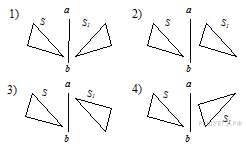 1) a S S₁ b
2) a S S₁ b
3) a S S₁ b
4) a S S₁ b